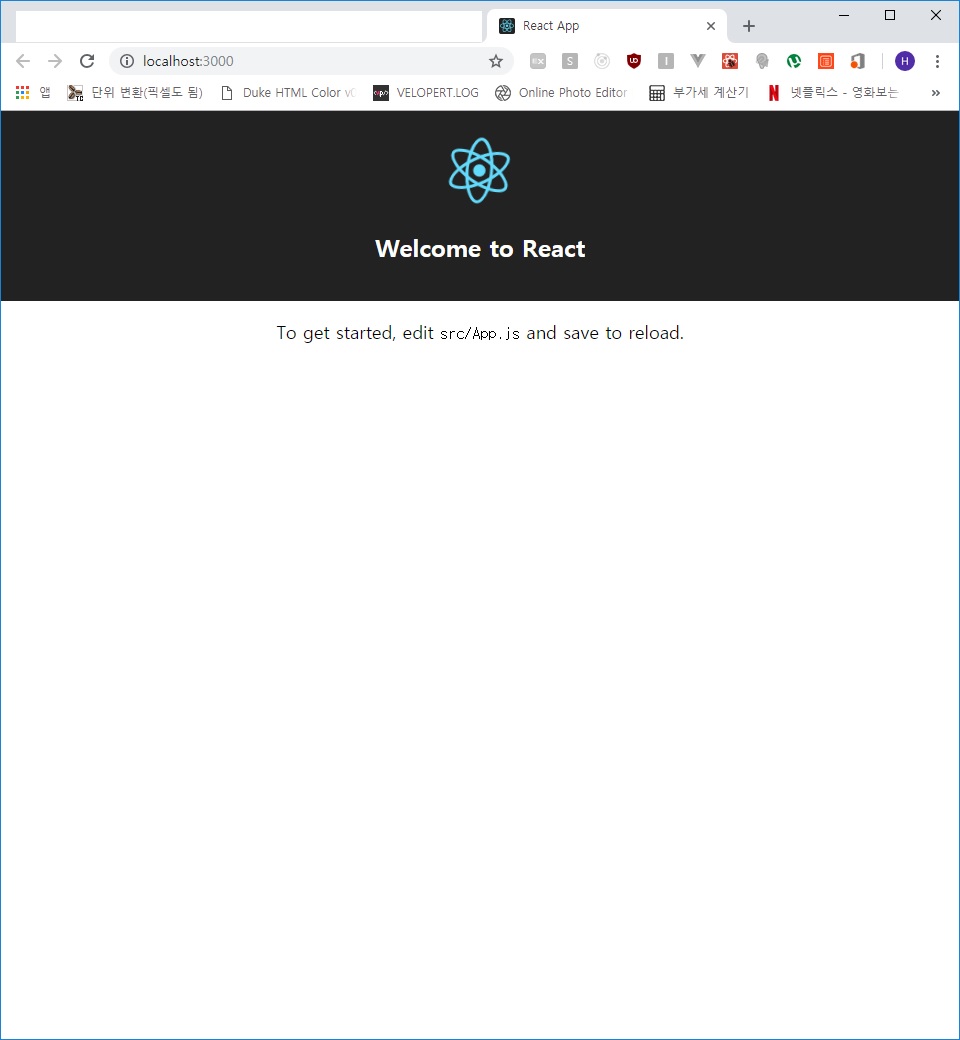 React App
localhost:3000
앱 단위 변환(픽셀도 됨) Duke HTML Color VELOPERT.LOG Online Photo Editor 부가세 계산기 넷플릭스 - 영화보는
Welcome to React
To get started, edit src/App.js and save to reload.